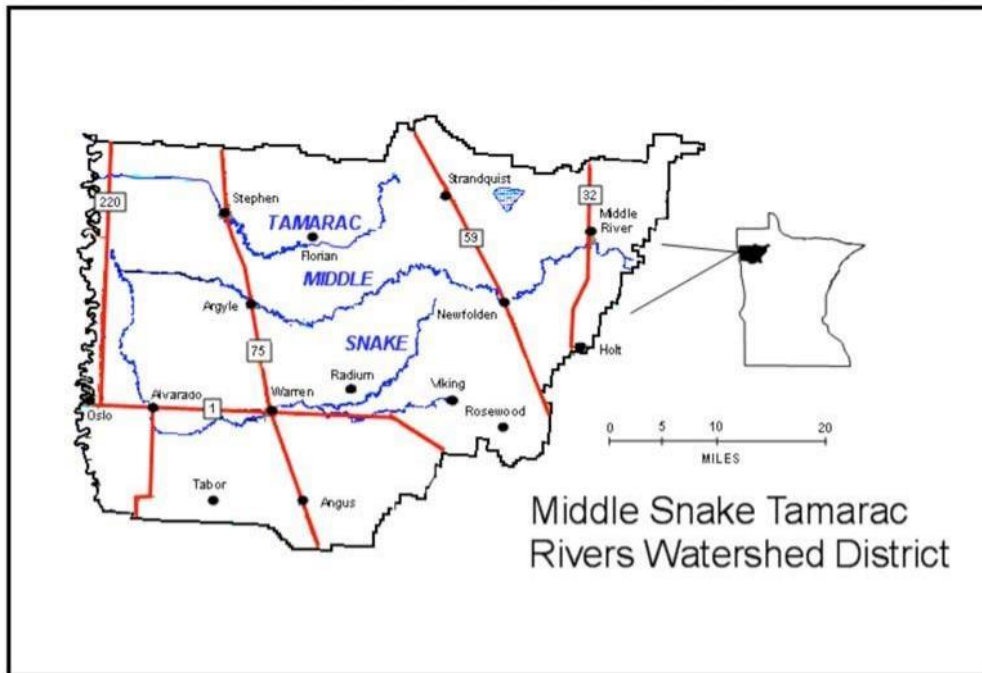 Strandquist
220
32
Stephen
TAMARAC
Middle
River
59
Florian
MIDDLE
Argyle
Newfolden
SNAKE
75
Holt
Radium
Viking
Alvarado
1
Warren
Oslo
Rosewood
0 5 10 20
MILES
Tabor
Angus
Middle Snake Tamarac
Rivers Watershed District